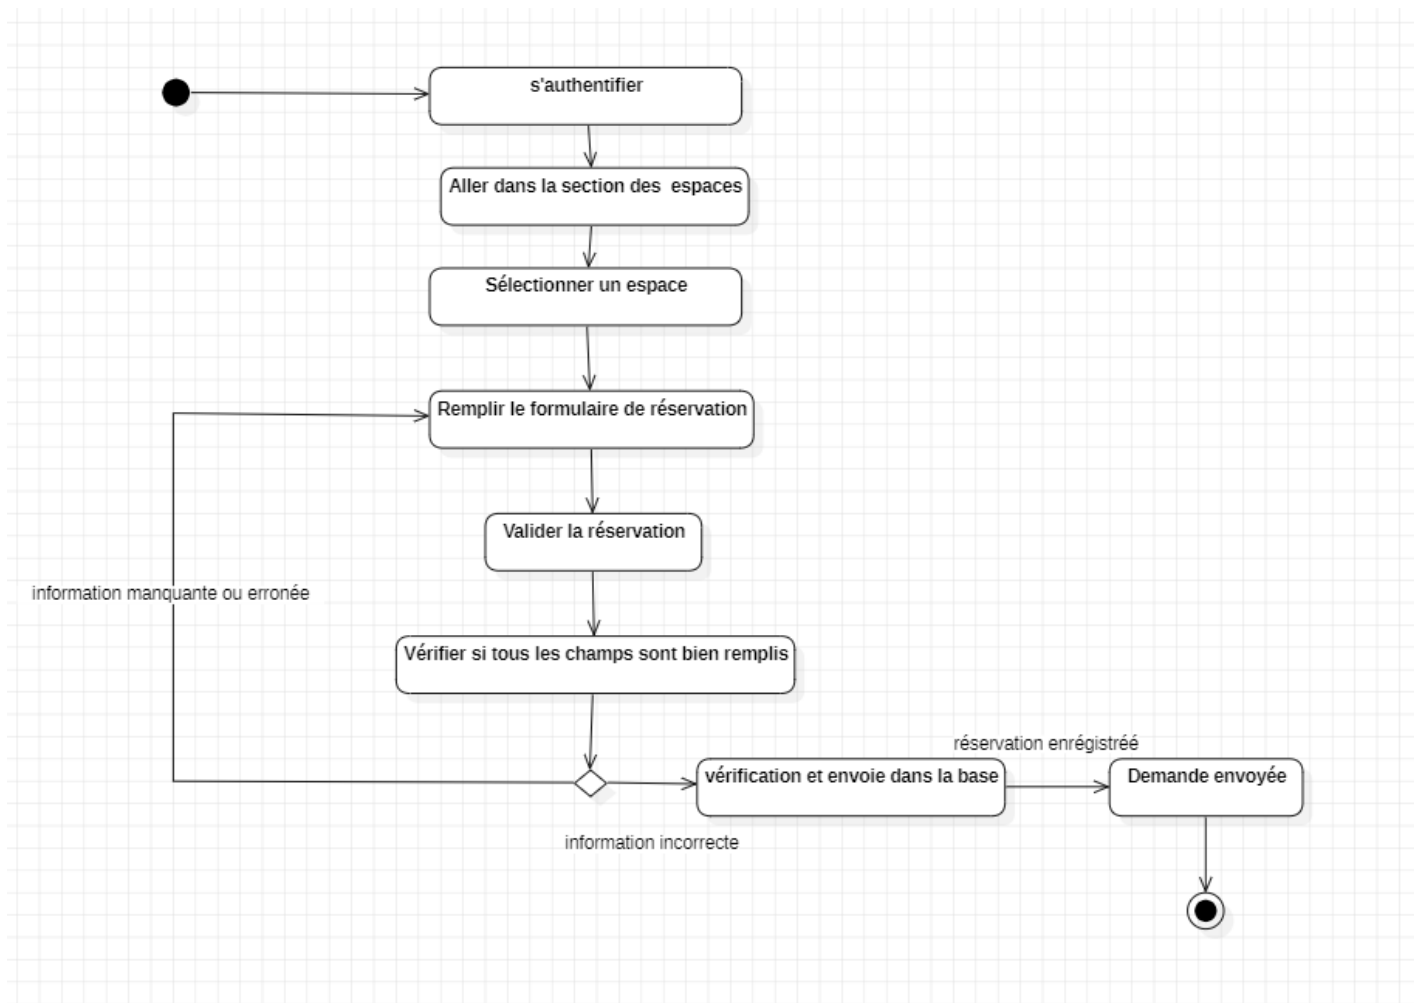 s'authentifier
Aller dans la section des  espaces
Sélectionner un espace
Remplir le formulaire de réservation
Valider la réservation
information manquante ou erronée
Vérifier si tous les champs sont bien remplis
réservation enrégistréé
vérification et envoie dans la base
Demande envoyée
information incorrecte